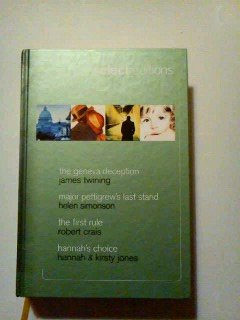 select editions
the geneva deception
james twining
major pettigrew's last stand
helen simonson
the first rule
robert crais
hannah's choice
hannah & kirsty jones